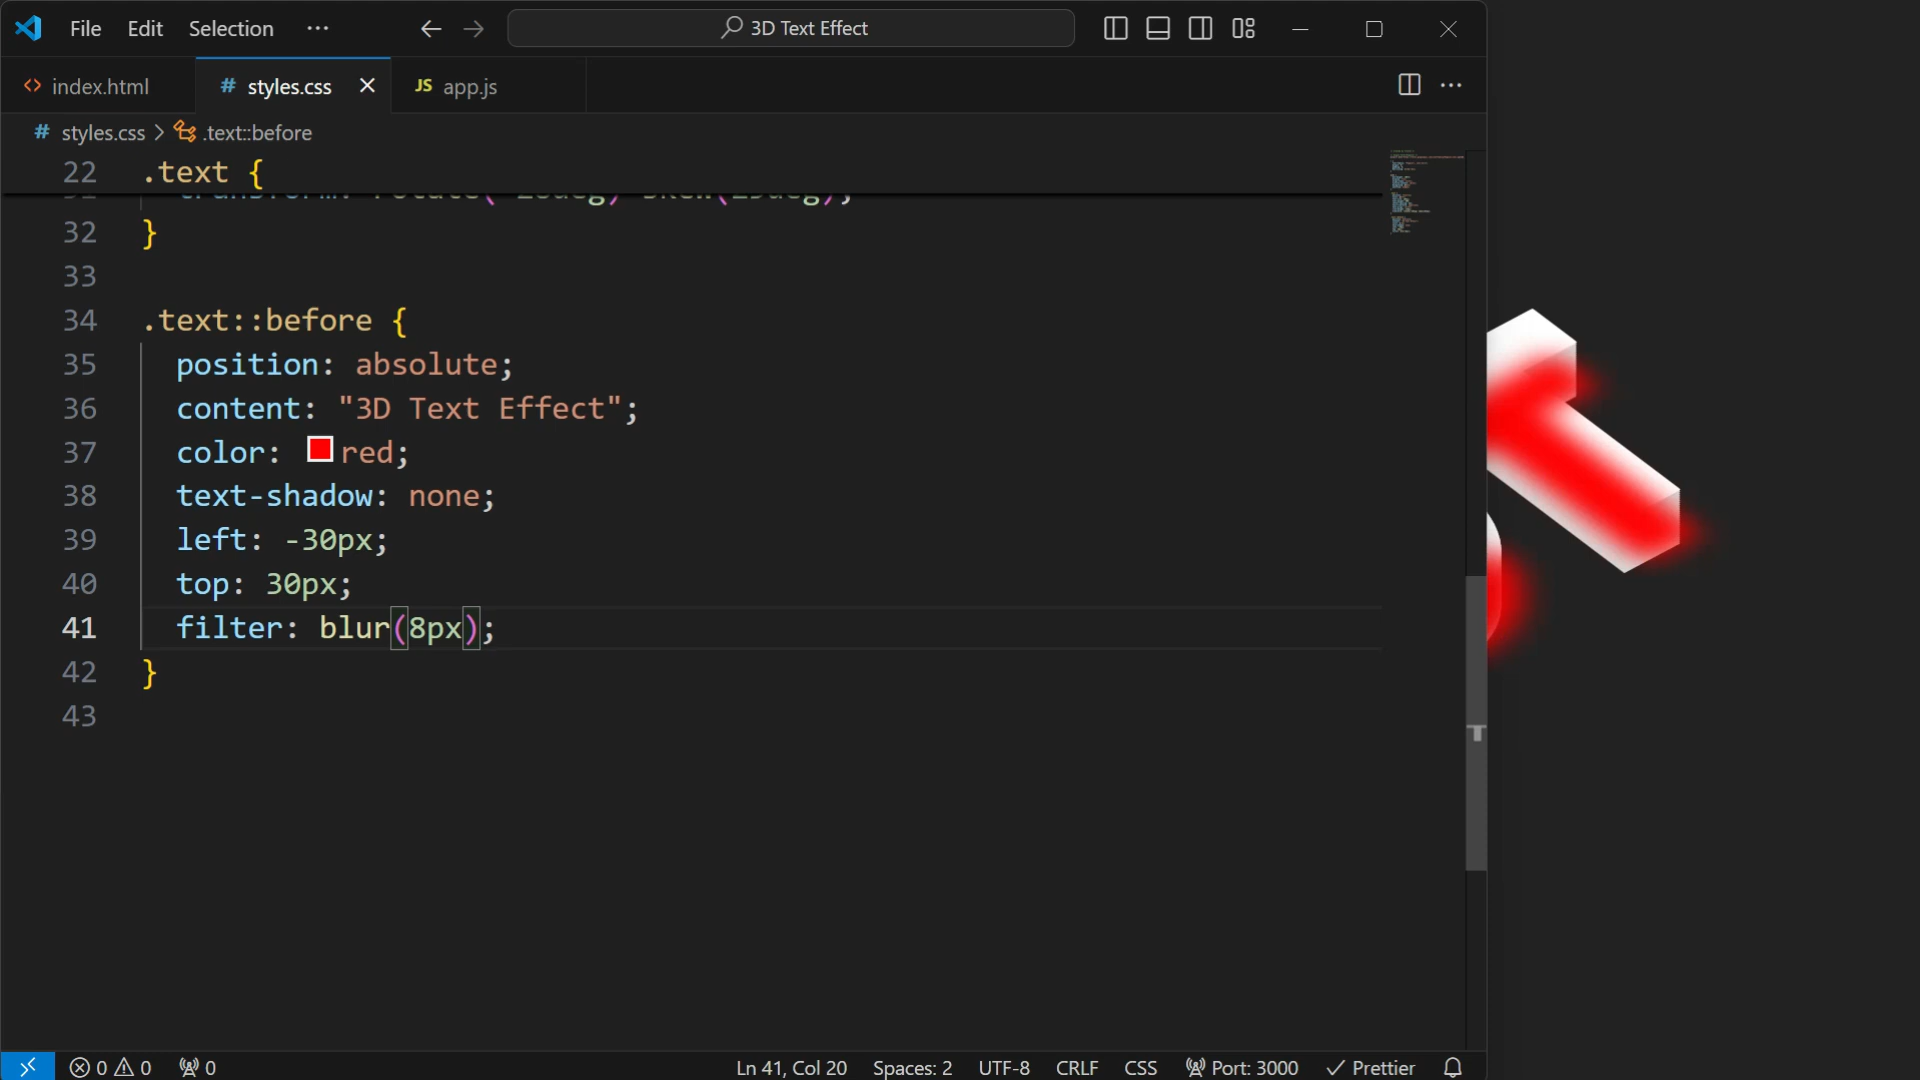 File Edit Selection ··· 3D Text Effect
<> index.html # styles.css JS app.js
# styles.css > .text::before
22 .text {
32 }
33
34 .text::before {
35 position: absolute;
36 content: "3D Text Effect";
37 color: red;
38 text-shadow: none;
39 left: -30px;
40 top: 30px;
41 filter: blur(8px);
42 }
43
0 0 0 Ln 41, Col 20 Spaces: 2 UTF-8 CRLF CSS Port: 3000 Prettier